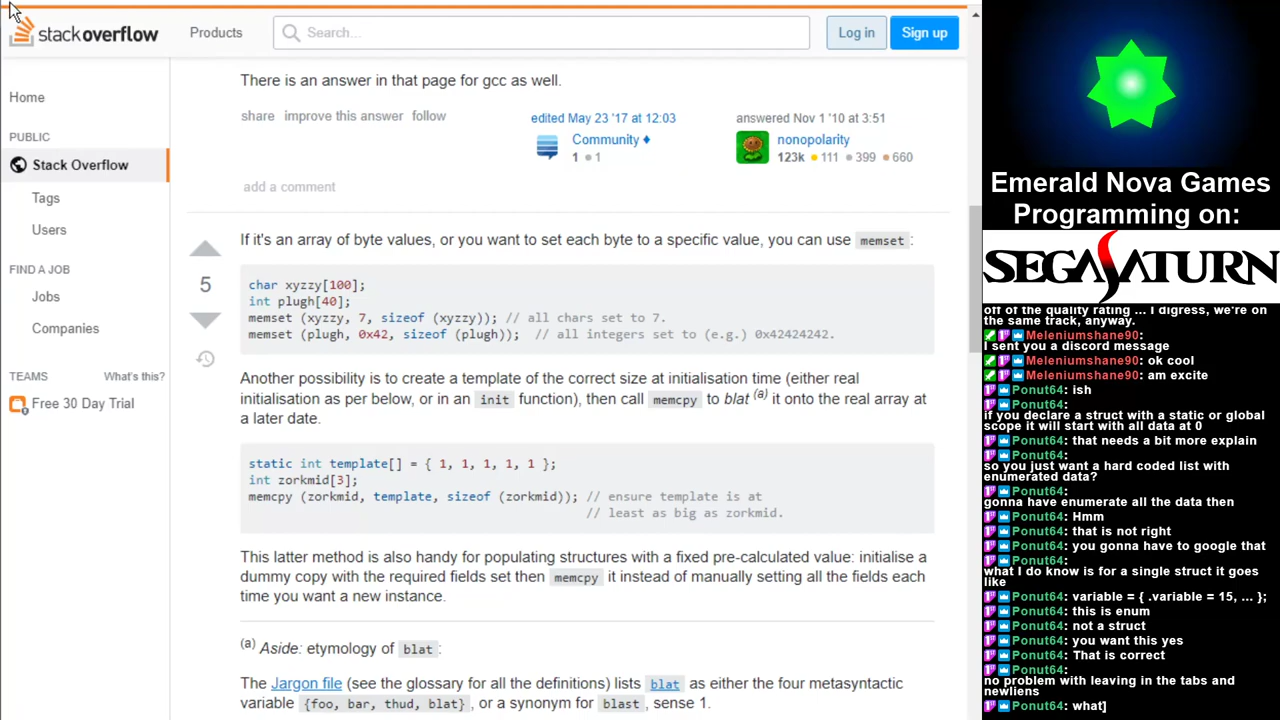 stackoverflow
Products
Search...
Log in
Sign up
Home
PUBLIC
Stack Overflow
Tags
Users
FIND A JOB
Jobs
Companies
TEAMS
What's this?
Free 30 Day Trial
There is an answer in that page for gcc as well.
share improve this answer follow
edited May 23 '17 at 12:03
Community ♦
1 ●1
answered Nov 1 '10 at 3:51
nonopolarity
123k ●111 ●399 ●660
add a comment
5
If it's an array of byte values, or you want to set each byte to a specific value, you can use memset:
char xyzzy[100];
int plugh[40];
memset (xyzzy, 7, sizeof (xyzzy)); // all chars set to 7.
memset (plugh, 0x42, sizeof (plugh)); // all integers set to (e.g.) 0x42424242.
Another possibility is to create a template of the correct size at initialisation time (either real
initialisation as per below, or in an init function), then call memcpy to blat (a) it onto the real array at
a later date.
static int template[] = { 1, 1, 1, 1, 1 };
int zorkmid[3];
memcpy (zorkmid, template, sizeof (zorkmid)); // ensure template is at
// least as big as zorkmid.
This latter method is also handy for populating structures with a fixed pre-calculated value: initialise a
dummy copy with the required fields set then memcpy it instead of manually setting all the fields each
time you want a new instance.
(a) Aside: etymology of blat:
The Jargon file (see the glossary for all the definitions) lists blat as either the four metasyntactic
variable {foo, bar, thud, blat}, or a synonym for blast, sense 1.
Emerald Nova Games
Programming on:
SEGA SATURN
off of the quality rating ... I digress, we're on
the same track, anyway.
Meleniumshane90:
I sent you a discord message
Meleniumshane90: ok cool
Meleniumshane90: am excite
Ponut64: ish
Ponut64:
if you declare a struct with a static or global
scope it will start with all data at 0
Ponut64: that needs a bit more explain
Ponut64:
so you just want a hard coded list with
enumerated data?
Ponut64:
gonna have enumerate all the data then
Ponut64: Hmm
Ponut64: that is not right
Ponut64: you gonna have to google that
Ponut64:
what I do know is for a single struct it goes
like
Ponut64: variable = { .variable = 15, ... };
Ponut64: this is enum
Ponut64: not a struct
Ponut64: you want this yes
Ponut64: That is correct
Ponut64:
no problem with leaving in the tabs and
newliens
Ponut64: what]